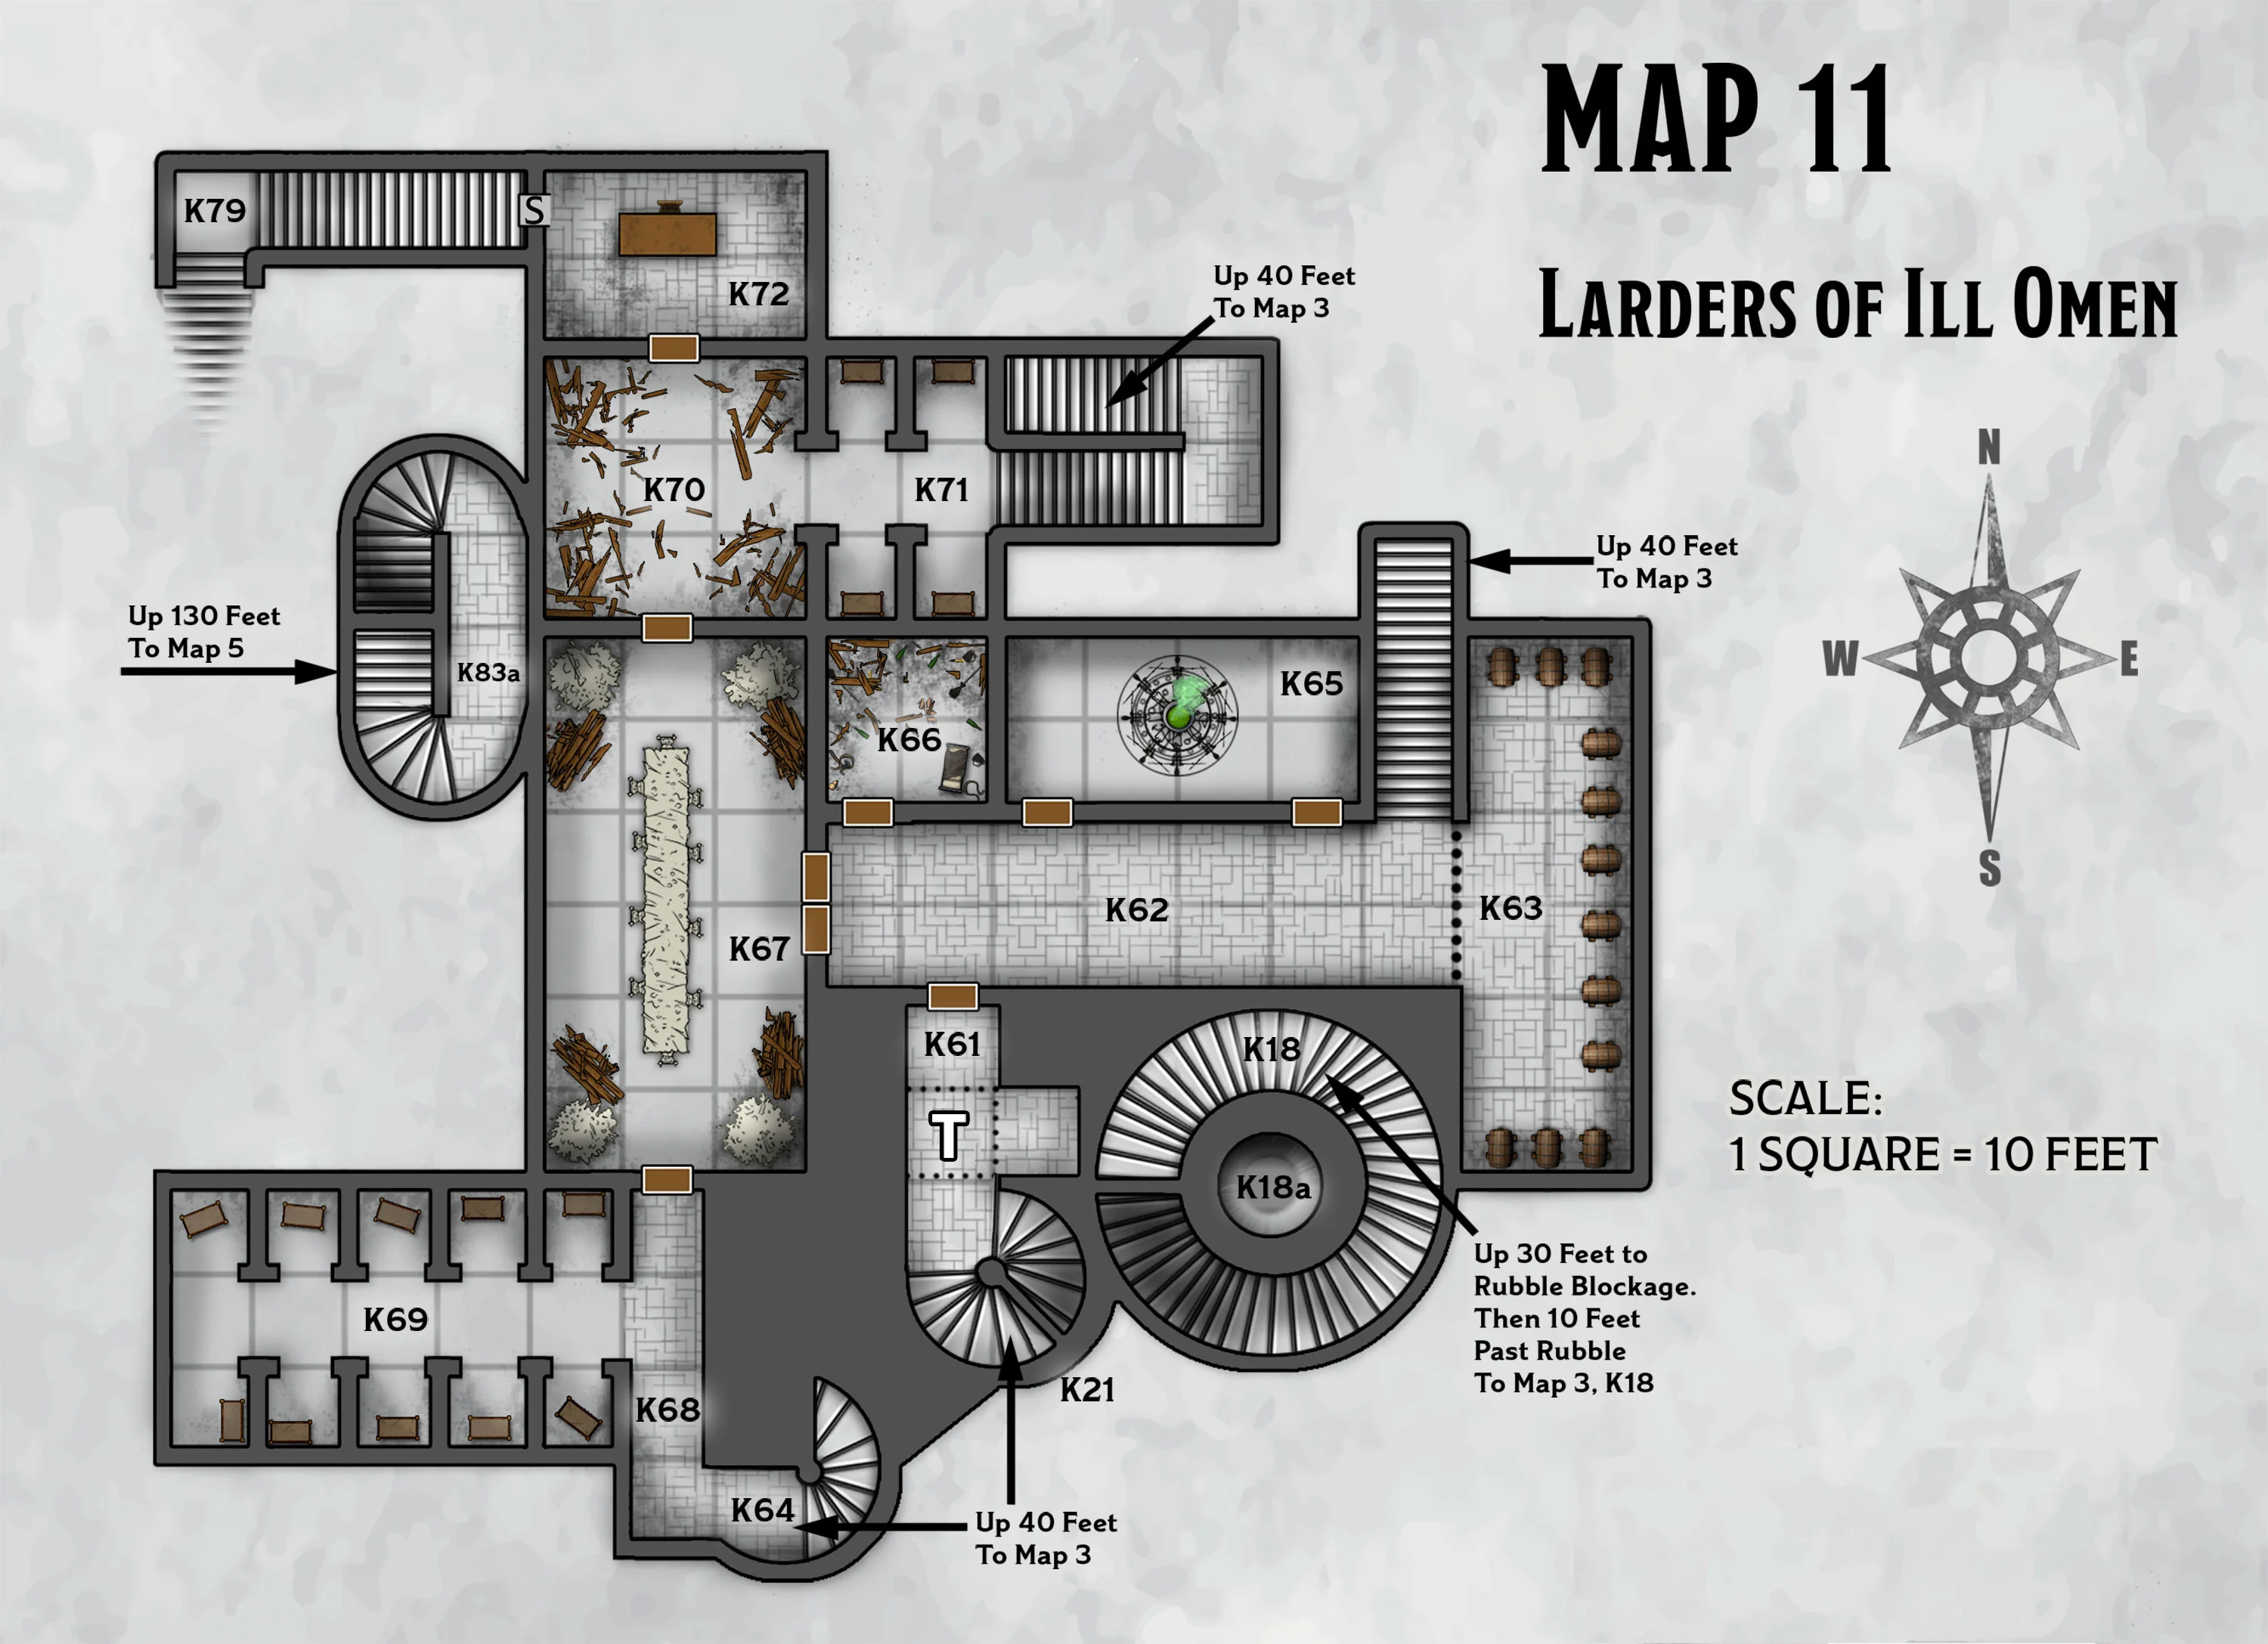 MAP 11
LARDERS OF ILL OMEN
K79
S
K72
Up 40 Feet
To Map 3
N
K70
K71
Up 40 Feet
To Map 3
W
E
Up 130 Feet
To Map 5
K83a
K66
K65
S
K67
K62
K63
K61
K18
T
K18a
SCALE:
1 SQUARE = 10 FEET
Up 30 Feet to
Rubble Blockage.
Then 10 Feet
Past Rubble
To Map 3, K18
K69
K68
K21
K64
Up 40 Feet
To Map 3